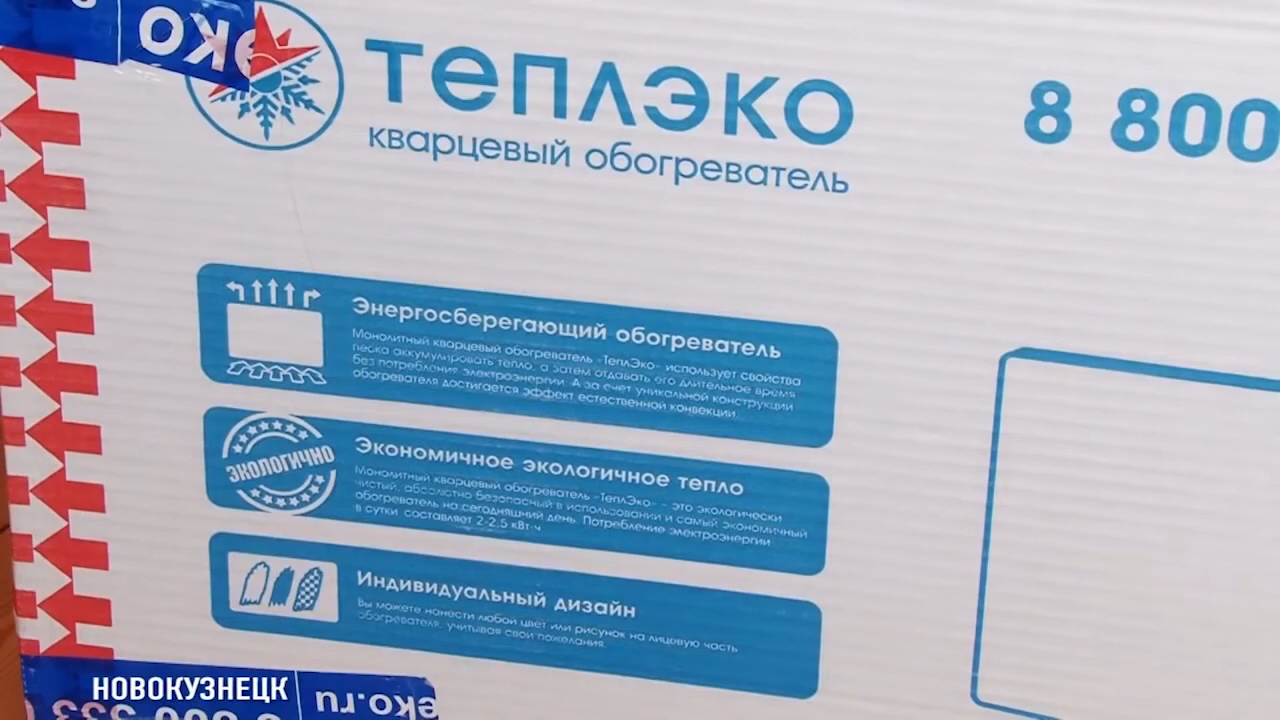 эко
ТЕПЛЭКО
кварцевый обогреватель
8 800
Энергосберегающий обогреватель
Монолитный кварцевый обогреватель «ТеплЭко» использует свойства
песка аккумулировать тепло, а затем отдавать его длительное время
без потребления электроэнергии. А за счет уникальной конструкции
обогревателя достигается эффект естественной конвекции.
ЭКОЛОГИЧНО
Экономичное экологичное тепло
Монолитный кварцевый обогреватель «ТеплЭко» - это экологически
чистый, абсолютно безопасный в использовании и самый экономичный
обогреватель на сегодняшний день. Потребление электроэнергии
в сутки составляет 2-2,5 кВт·ч
Индивидуальный дизайн
Вы можете нанести любой цвет или рисунок на лицевую часть
обогревателя, учитывая свои пожелания.
НОВОКУЗНЕЦК
eko.ru